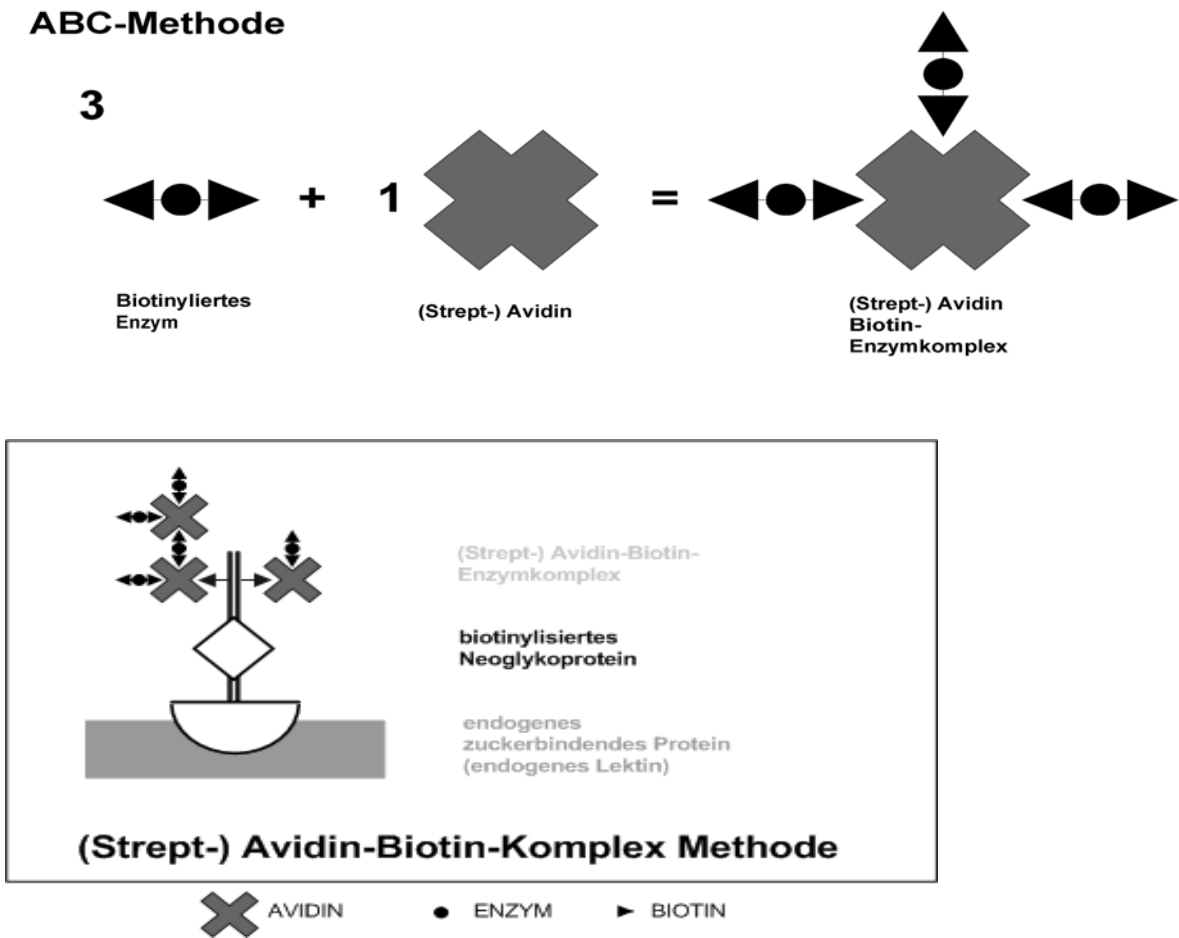 ABC-Methode
3
+ 1 =
Biotinyliertes
Enzym
(Strept-) Avidin
(Strept-) Avidin
Biotin-
Enzymkomplex
(Strept-) Avidin-Biotin-
Enzymkomplex
biotinylisiertes
Neoglykoprotein
endogenes
zuckerbindendes Protein
(endogenes Lektin)
(Strept-) Avidin-Biotin-Komplex Methode
AVIDIN ENZYM BIOTIN